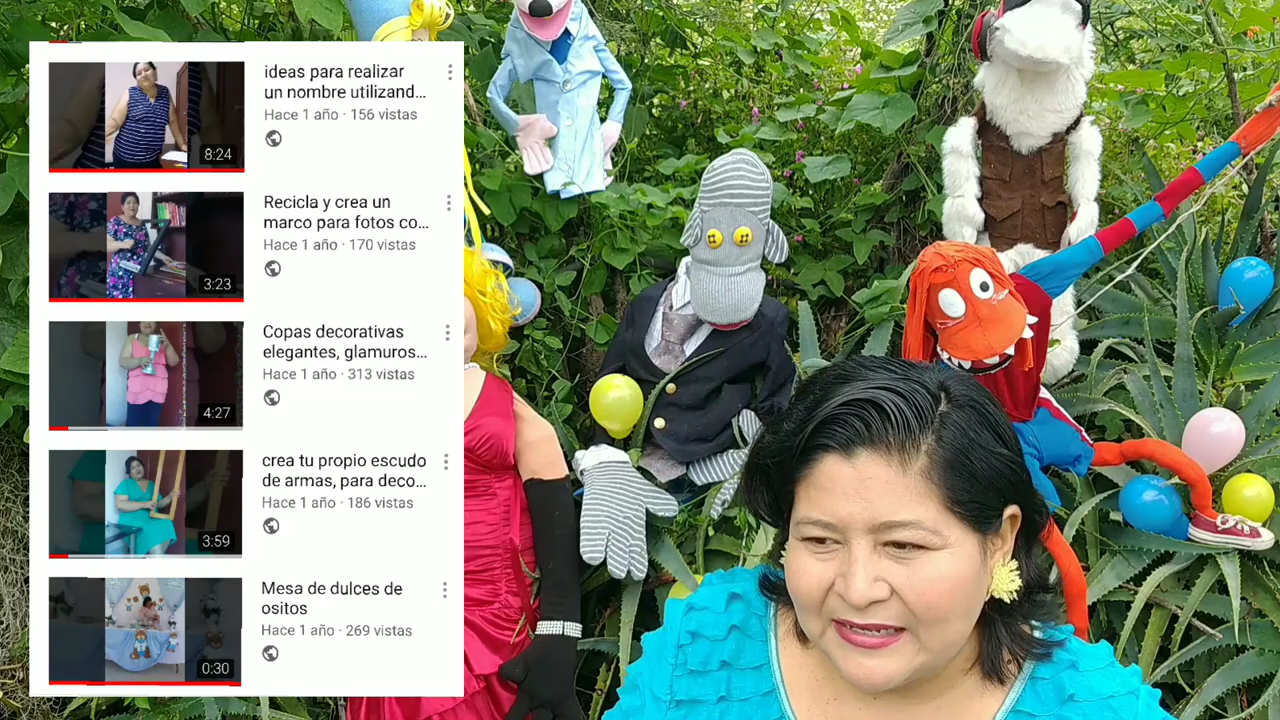 ideas para realizar
un nombre utilizand...
Hace 1 año · 156 vistas
8:24
Recicla y crea un
marco para fotos co...
Hace 1 año · 170 vistas
3:23
Copas decorativas
elegantes, glamuros...
Hace 1 año · 313 vistas
4:27
crea tu propio escudo
de armas, para deco...
Hace 1 año · 186 vistas
3:59
Mesa de dulces de
ositos
Hace 1 año · 269 vistas
0:30